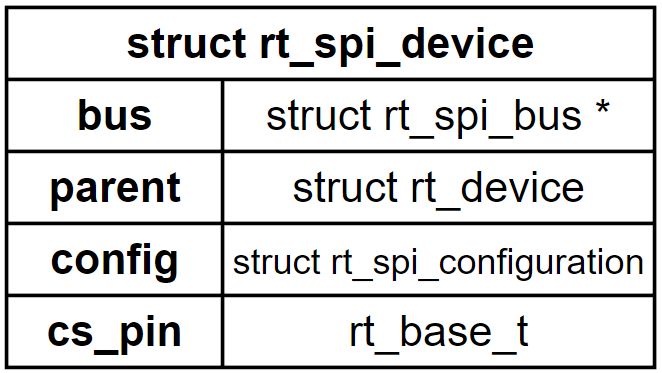 struct rt_spi_device
bus struct rt_spi_bus *
parent struct rt_device
config struct rt_spi_configuration
cs_pin rt_base_t